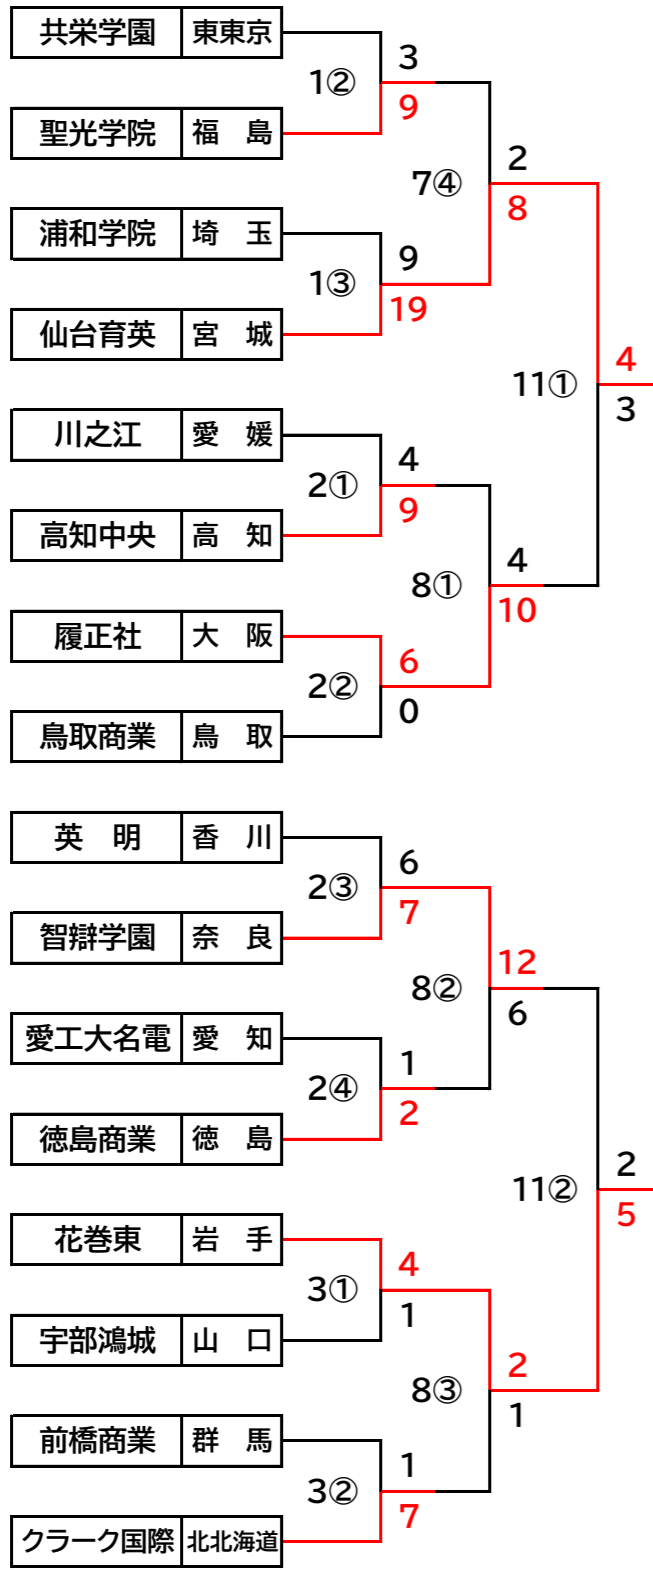 共栄学園 東東京
3
1②
9
聖光学院 福 島
2
7④
8
浦和学院 埼 玉
9
1③
19
仙台育英 宮 城
4
11①
3
川之江 愛 媛
4
2①
9
高知中央 高 知
4
8①
10
履正社 大 阪
6
2②
0
鳥取商業 鳥 取
英 明 香 川
6
2③
7
智辯学園 奈 良
12
8②
6
愛工大名電 愛 知
1
2④
2
徳島商業 徳 島
2
11②
5
花巻東 岩 手
4
3①
1
宇部鴻城 山 口
2
8③
1
前橋商業 群 馬
1
3②
7
クラーク国際 北北海道